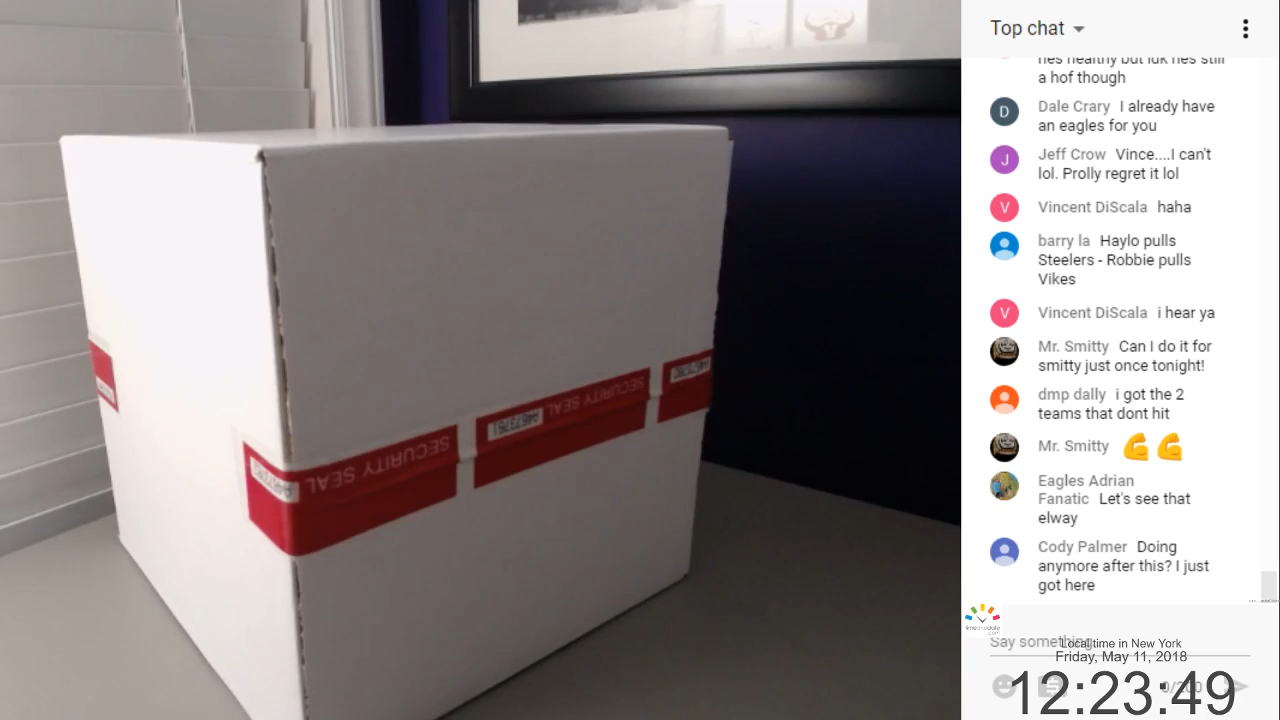 SECURITY SEAL
A4673761 SECURITY SEAL
Top chat
hes healthy but idk hes still
a hof though
D Dale Crary I already have
an eagles for you
J Jeff Crow Vince....I can't
lol. Prolly regret it lol
V Vincent DiScala haha
barry la Haylo pulls
Steelers - Robbie pulls
Vikes
V Vincent DiScala i hear ya
Mr. Smitty Can I do it for
smitty just once tonight!
dmp dally i got the 2
teams that dont hit
Mr. Smitty 💪💪
Eagles Adrian
Fanatic Let's see that
elway
Cody Palmer Doing
anymore after this? I just
got here
timeanddate
.com
Say something...
Local time in New York
Friday, May 11, 2018
0/200
12:23:49